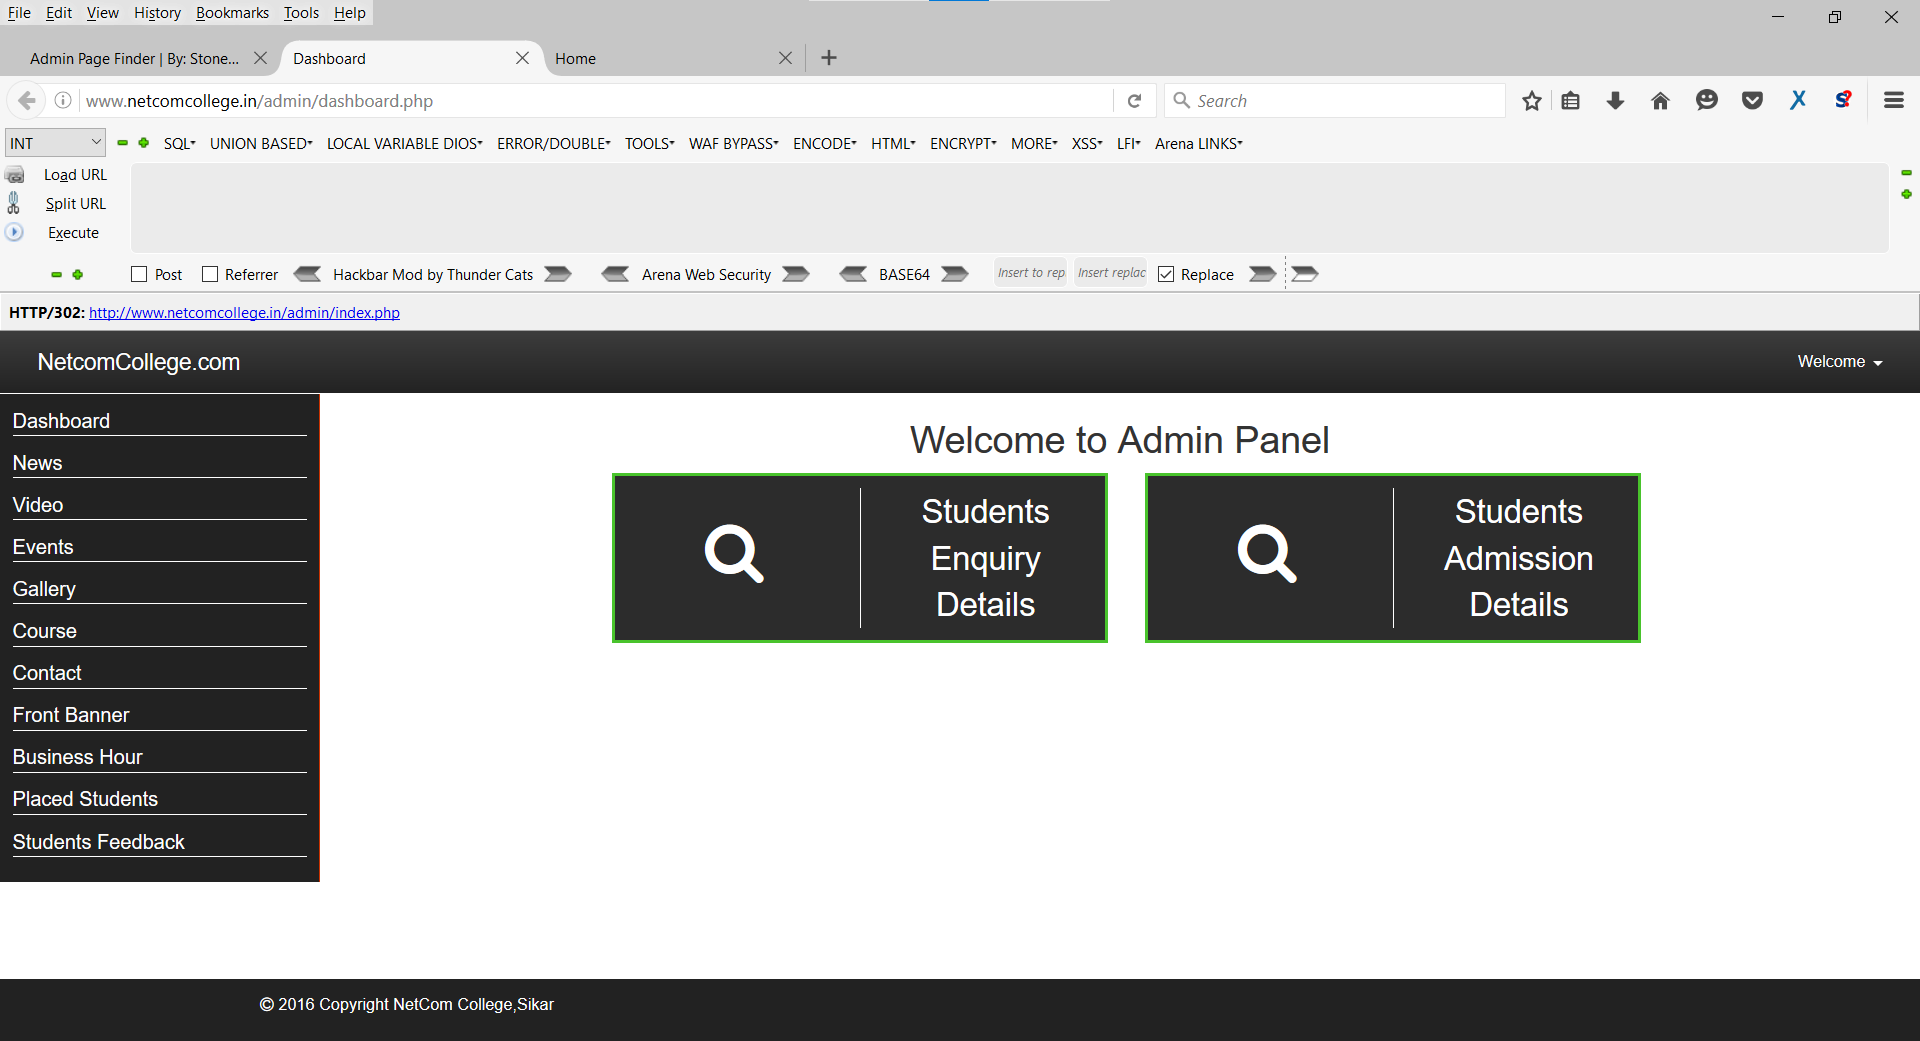 File Edit View History Bookmarks Tools Help
Admin Page Finder | By: Stone... Dashboard Home
www.netcomcollege.in/admin/dashboard.php Search
INT SQL UNION BASED LOCAL VARIABLE DIOS ERROR/DOUBLE TOOLS WAF BYPASS ENCODE HTML ENCRYPT MORE XSS LFI Arena LINKS
Load URL
Split URL
Execute
Post Referrer Hackbar Mod by Thunder Cats Arena Web Security BASE64 Insert to rep Insert replac Replace
HTTP/302: http://www.netcomcollege.in/admin/index.php
NetcomCollege.com Welcome
Dashboard
News
Video
Events
Gallery
Course
Contact
Front Banner
Business Hour
Placed Students
Students Feedback
Welcome to Admin Panel
Students
Enquiry
Details
Students
Admission
Details
© 2016 Copyright NetCom College,Sikar